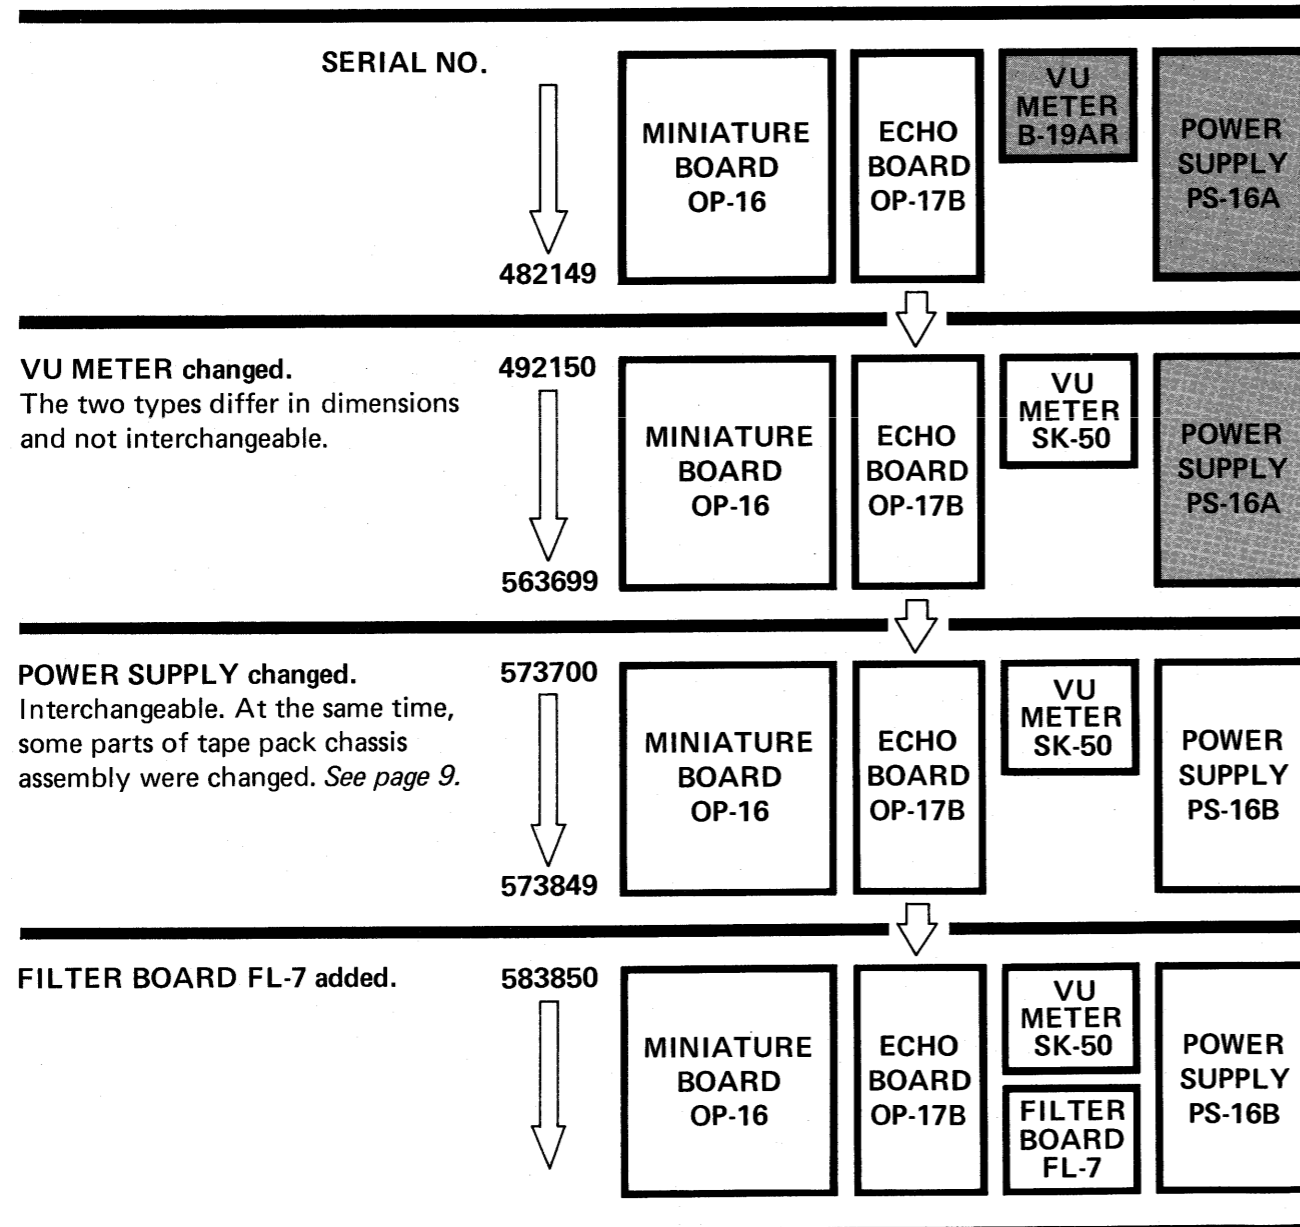 SERIAL NO.
482149
MINIATURE
BOARD
OP-16
ECHO
BOARD
OP-17B
VU
METER
B-19AR
POWER
SUPPLY
PS-16A
VU METER changed.
The two types differ in dimensions
and not interchangeable.
492150
563699
MINIATURE
BOARD
OP-16
ECHO
BOARD
OP-17B
VU
METER
SK-50
POWER
SUPPLY
PS-16A
POWER SUPPLY changed.
Interchangeable. At the same time,
some parts of tape pack chassis
assembly were changed. See page 9.
573700
573849
MINIATURE
BOARD
OP-16
ECHO
BOARD
OP-17B
VU
METER
SK-50
POWER
SUPPLY
PS-16B
FILTER BOARD FL-7 added.
583850
MINIATURE
BOARD
OP-16
ECHO
BOARD
OP-17B
VU
METER
SK-50
FILTER
BOARD
FL-7
POWER
SUPPLY
PS-16B